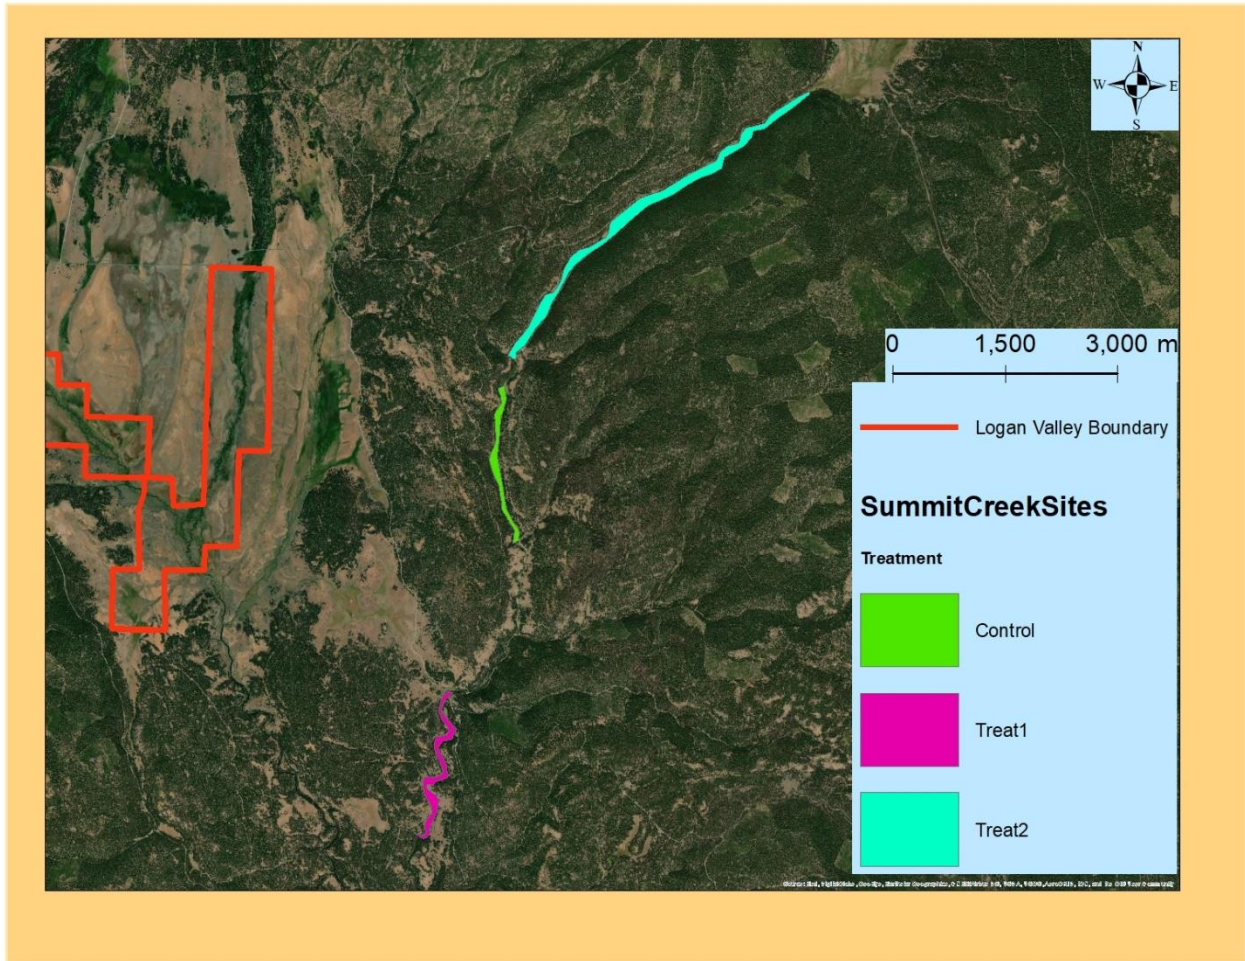 N
W E
S
0 1,500 3,000 m
Logan Valley Boundary
SummitCreekSites
Treatment
Control
Treat1
Treat2